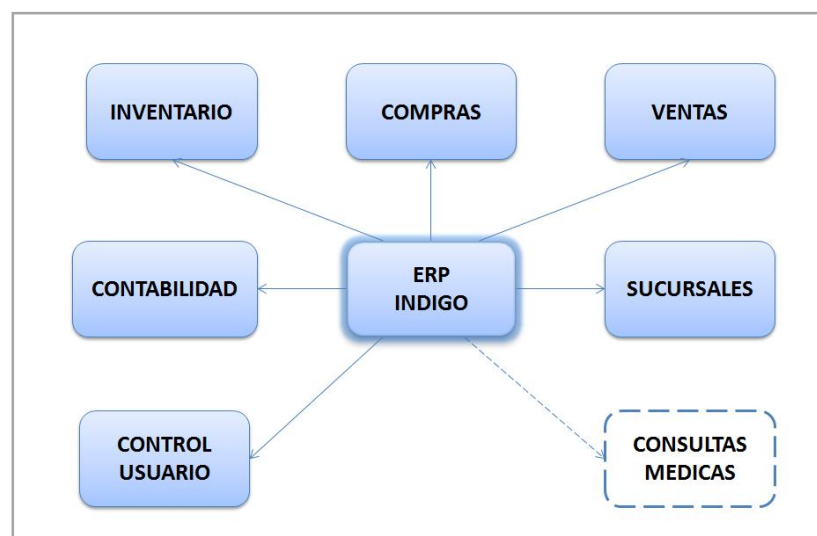 INVENTARIO
COMPRAS
VENTAS
CONTABILIDAD
ERP
INDIGO
SUCURSALES
CONTROL
USUARIO
CONSULTAS
MEDICAS